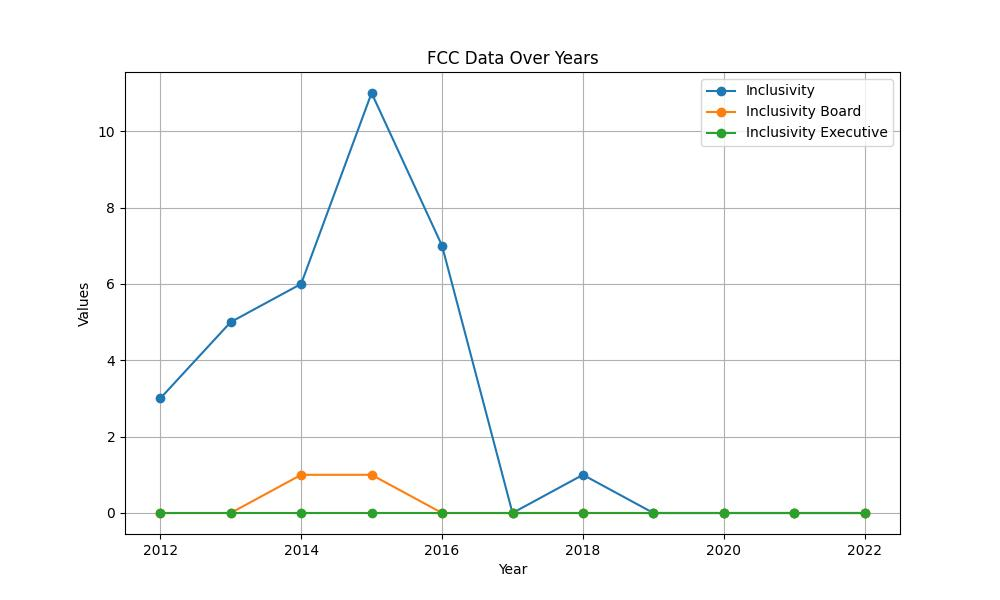 FCC Data Over Years
Inclusivity
Inclusivity Board
Inclusivity Executive
10
8
6
4
2
0
Values
2012
2014
2016
2018
2020
2022
Year